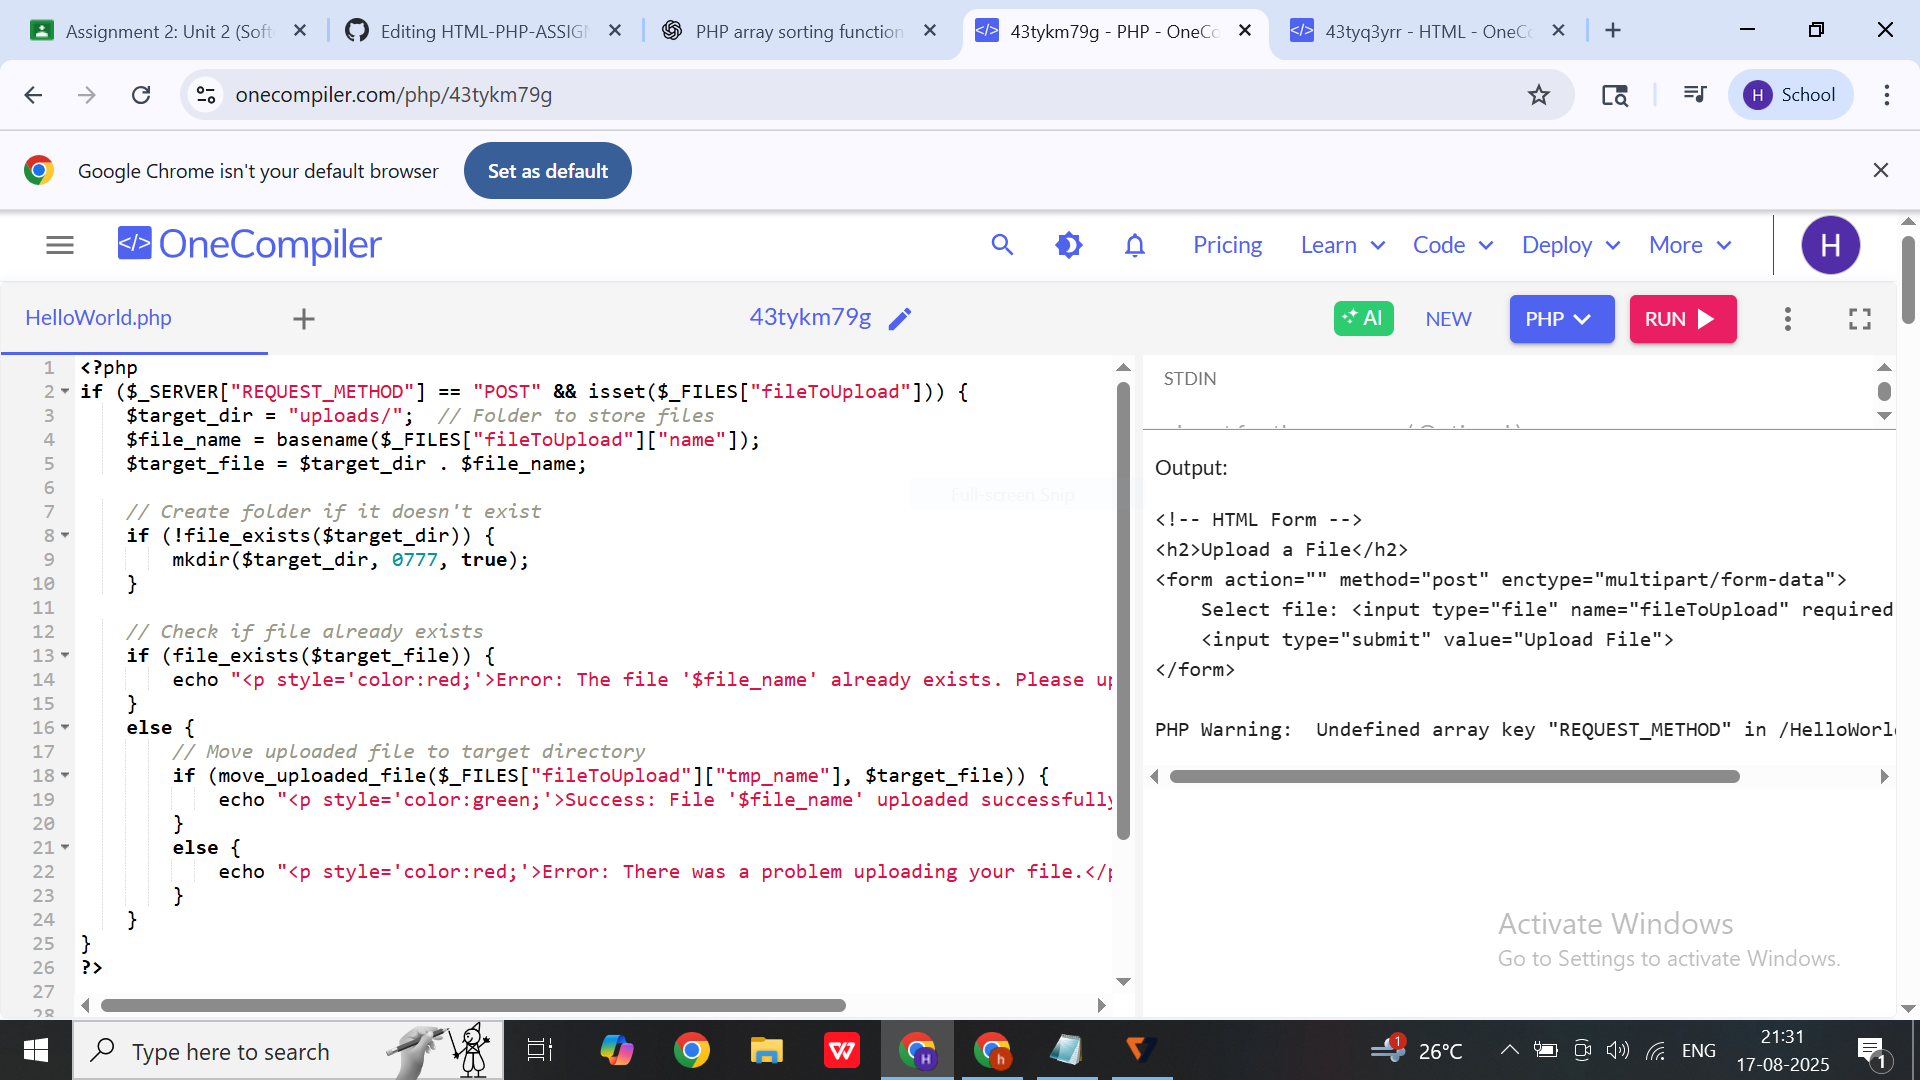 Assignment 2: Unit 2 (Soft
Editing HTML-PHP-ASSIGN
PHP array sorting function
43tykm79g - PHP - OneCo
43tyq3yrr - HTML - OneCo
onecompiler.com/php/43tykm79g
H School
Google Chrome isn't your default browser
Set as default
</> OneCompiler
Pricing
Learn
Code
Deploy
More
H
HelloWorld.php
43tykm79g
AI
NEW
PHP
RUN
1 <?php
2 if ($_SERVER["REQUEST_METHOD"] == "POST" && isset($_FILES["fileToUpload"])) {
3 $target_dir = "uploads/"; // Folder to store files
4 $file_name = basename($_FILES["fileToUpload"]["name"]);
5 $target_file = $target_dir . $file_name;
6
7 // Create folder if it doesn't exist
8 if (!file_exists($target_dir)) {
9 mkdir($target_dir, 0777, true);
10 }
11
12 // Check if file already exists
13 if (file_exists($target_file)) {
14 echo "<p style='color:red;'>Error: The file '$file_name' already exists. Please up
15 }
16 else {
17 // Move uploaded file to target directory
18 if (move_uploaded_file($_FILES["fileToUpload"]["tmp_name"], $target_file)) {
19 echo "<p style='color:green;'>Success: File '$file_name' uploaded successfully
20 }
21 else {
22 echo "<p style='color:red;'>Error: There was a problem uploading your file.</p
23 }
24 }
25 }
26 ?>
27
28
Full-screen Snip
STDIN
Output:
<!-- HTML Form -->
<h2>Upload a File</h2>
<form action="" method="post" enctype="multipart/form-data">
Select file: <input type="file" name="fileToUpload" required
<input type="submit" value="Upload File">
</form>
PHP Warning:  Undefined array key "REQUEST_METHOD" in /HelloWorl
Activate Windows
Go to Settings to activate Windows.
Type here to search
1
26°C
ENG
21:31
17-08-2025
1